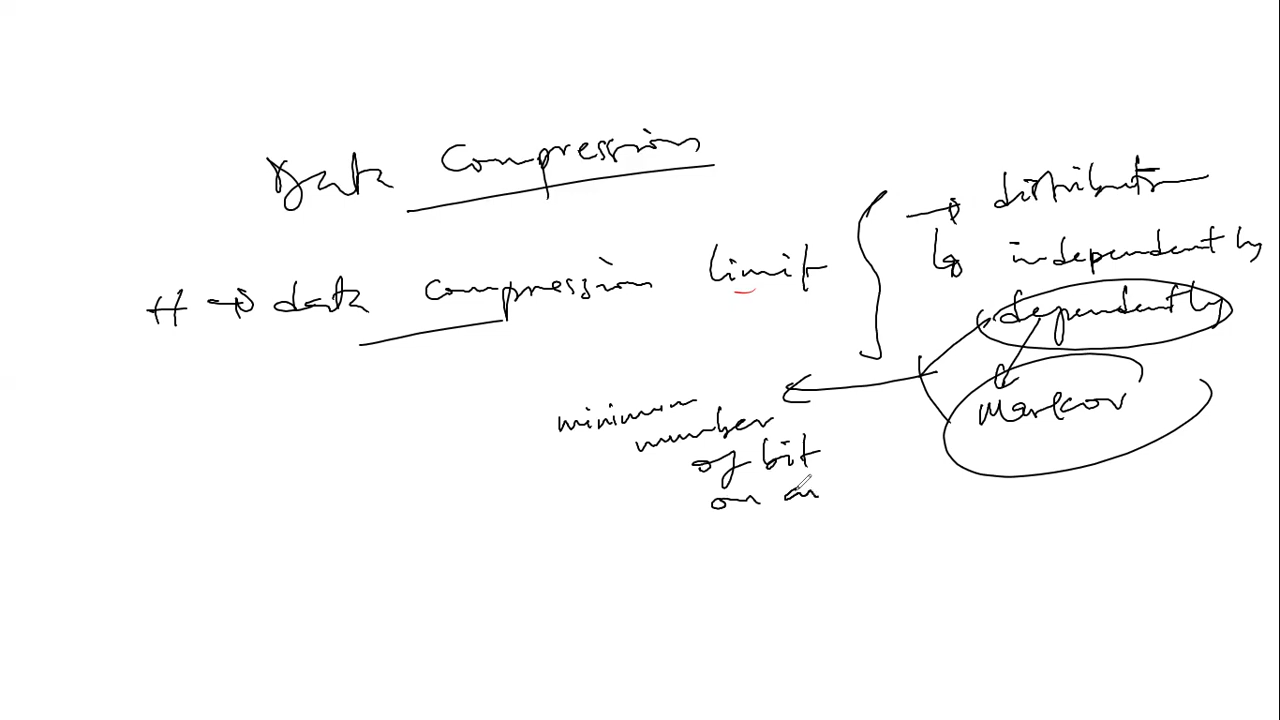 Data Compression
H → data compression limit
→ distribution
↳ independently
dependently
Markov
minimum
number
of bit
on an